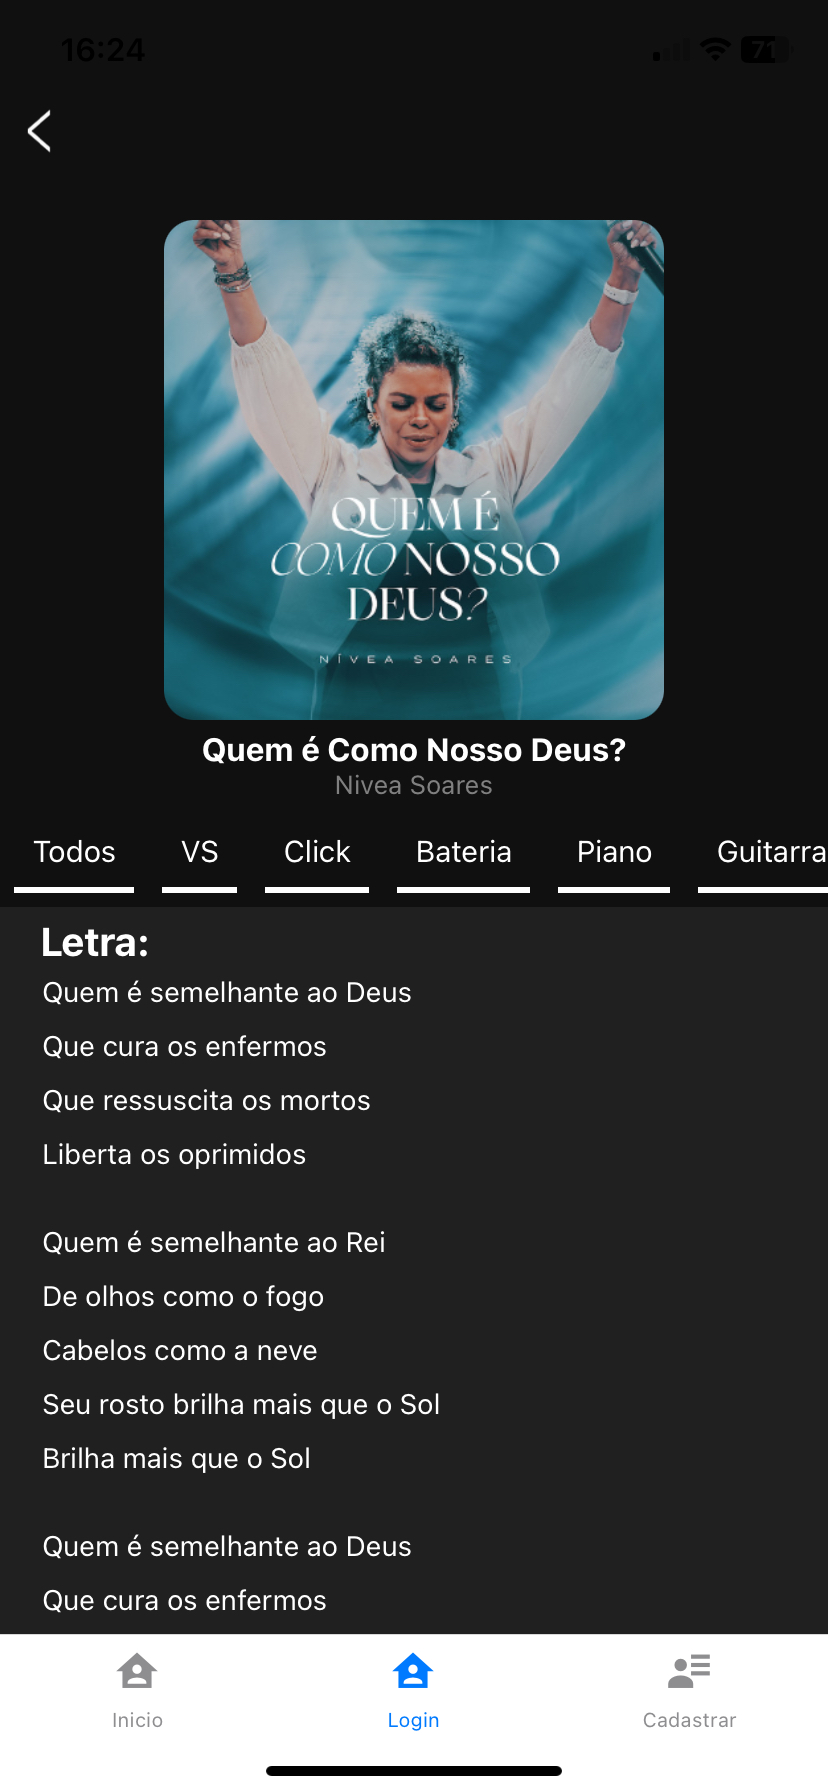 16:24
71
QUEM É
COMO NOSSO
DEUS?
NÍVEA SOARES
Quem é Como Nosso Deus?
Nivea Soares
Todos VS Click Bateria Piano Guitarra
Letra:
Quem é semelhante ao Deus
Que cura os enfermos
Que ressuscita os mortos
Liberta os oprimidos
Quem é semelhante ao Rei
De olhos como o fogo
Cabelos como a neve
Seu rosto brilha mais que o Sol
Brilha mais que o Sol
Quem é semelhante ao Deus
Que cura os enfermos
Inicio Login Cadastrar